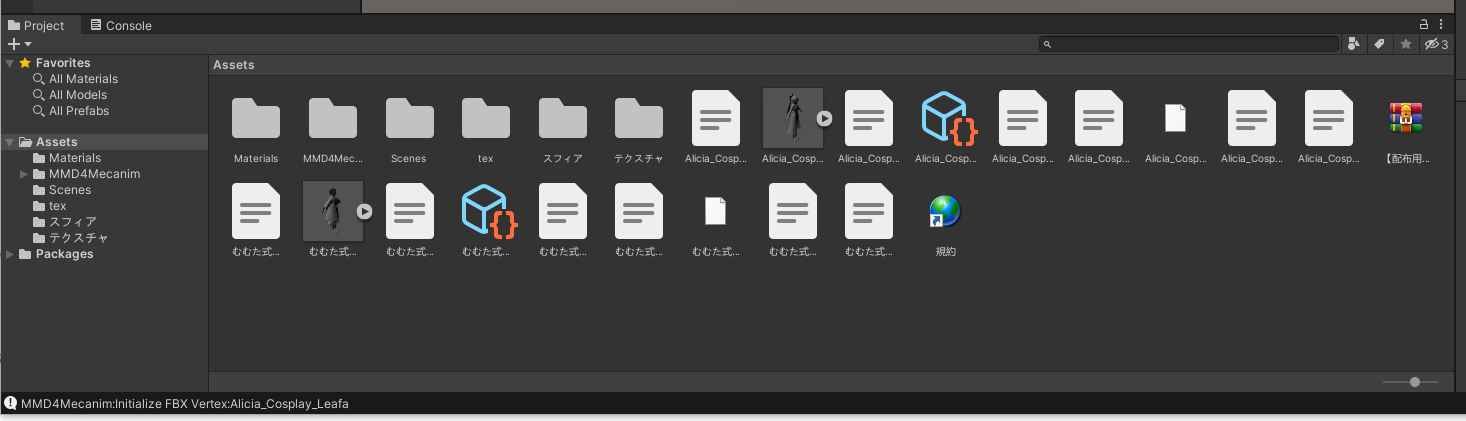 Project
Console
3
Favorites
All Materials
All Models
All Prefabs
Assets
Materials
MMD4Mecanim
Scenes
tex
スフィア
テクスチャ
Packages
Assets
Materials
MMD4Mec...
Scenes
tex
スフィア
テクスチャ
Alicia_Cosp...
Alicia_Cosp...
Alicia_Cosp...
Alicia_Cosp...
Alicia_Cosp...
Alicia_Cosp...
Alicia_Cosp...
Alicia_Cosp...
Alicia_Cosp...
【配布用...
むむた式...
むむた式...
むむた式...
むむた式...
むむた式...
むむた式...
むむた式...
むむた式...
むむた式...
規約
MMD4Mecanim:Initialize FBX Vertex:Alicia_Cosplay_Leafa